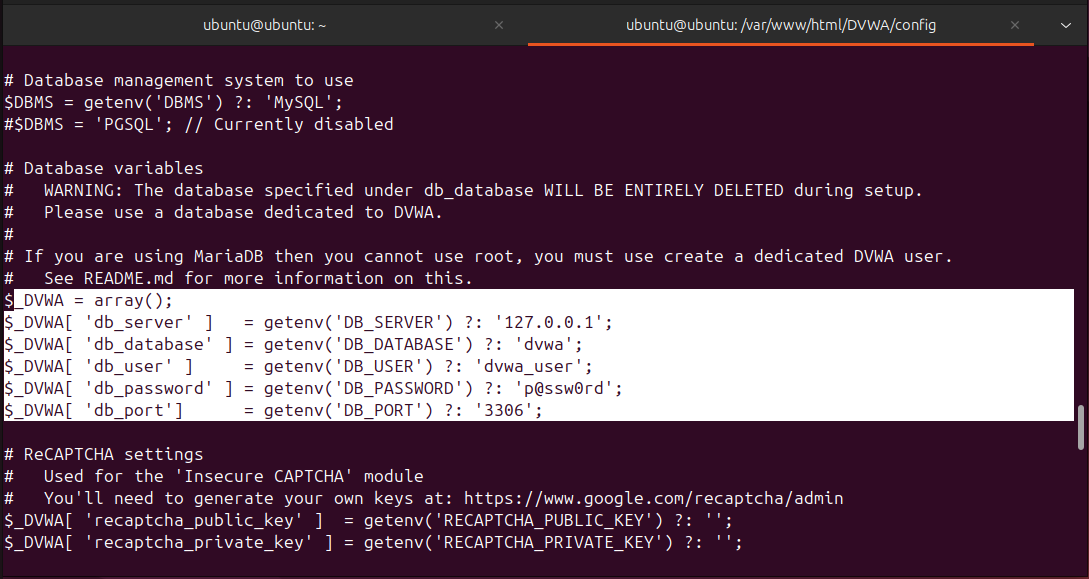 ubuntu@ubuntu: ~
ubuntu@ubuntu: /var/www/html/DVWA/config
# Database management system to use
$DBMS = getenv('DBMS') ?: 'MySQL';
#$DBMS = 'PGSQL'; // Currently disabled
# Database variables
#   WARNING: The database specified under db_database WILL BE ENTIRELY DELETED during setup.
#   Please use a database dedicated to DVWA.
#
# If you are using MariaDB then you cannot use root, you must use create a dedicated DVWA user.
#   See README.md for more information on this.
$_DVWA = array();
$_DVWA[ 'db_server' ]   = getenv('DB_SERVER') ?: '127.0.0.1';
$_DVWA[ 'db_database' ] = getenv('DB_DATABASE') ?: 'dvwa';
$_DVWA[ 'db_user' ]     = getenv('DB_USER') ?: 'dvwa_user';
$_DVWA[ 'db_password' ] = getenv('DB_PASSWORD') ?: 'p@ssw0rd';
$_DVWA[ 'db_port']      = getenv('DB_PORT') ?: '3306';
# ReCAPTCHA settings
#   Used for the 'Insecure CAPTCHA' module
#   You'll need to generate your own keys at: https://www.google.com/recaptcha/admin
$_DVWA[ 'recaptcha_public_key' ]  = getenv('RECAPTCHA_PUBLIC_KEY') ?: '';
$_DVWA[ 'recaptcha_private_key' ] = getenv('RECAPTCHA_PRIVATE_KEY') ?: '';